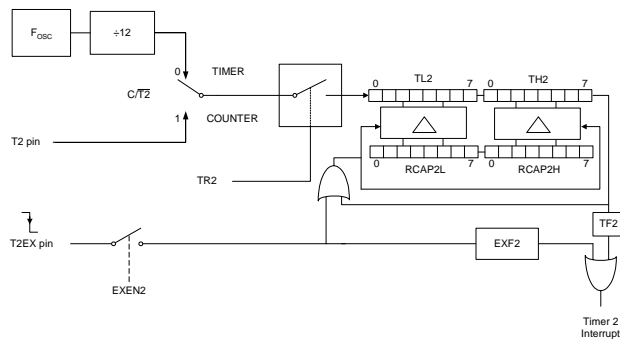 F_OSC
÷12
0
TIMER
C/T2
1
COUNTER
T2 pin
TR2
0
TL2
7
0
TH2
7
0
RCAP2L
7
0
RCAP2H
7
T2EX pin
EXEN2
EXF2
TF2
Timer 2
Interrupt